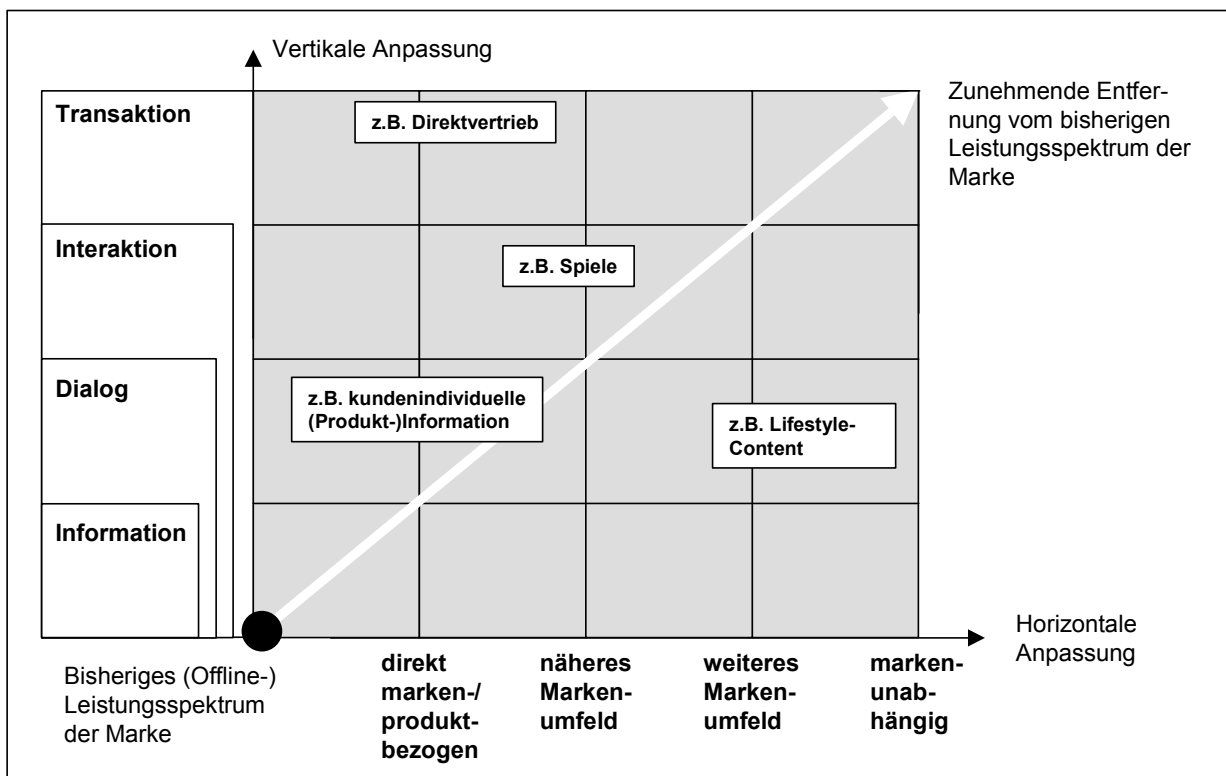 Vertikale Anpassung
Zunehmende Entfer-
nung vom bisherigen
Leistungsspektrum der
Marke
Transaktion
z.B. Direktvertrieb
Interaktion
z.B. Spiele
Dialog
z.B. kundenindividuelle
(Produkt-)Information
z.B. Lifestyle-
Content
Information
Horizontale
Anpassung
Bisheriges (Offline-)
Leistungsspektrum
der Marke
direkt
marken-/
produkt-
bezogen
näheres
Marken-
umfeld
weiteres
Marken-
umfeld
marken-
unab-
hängig